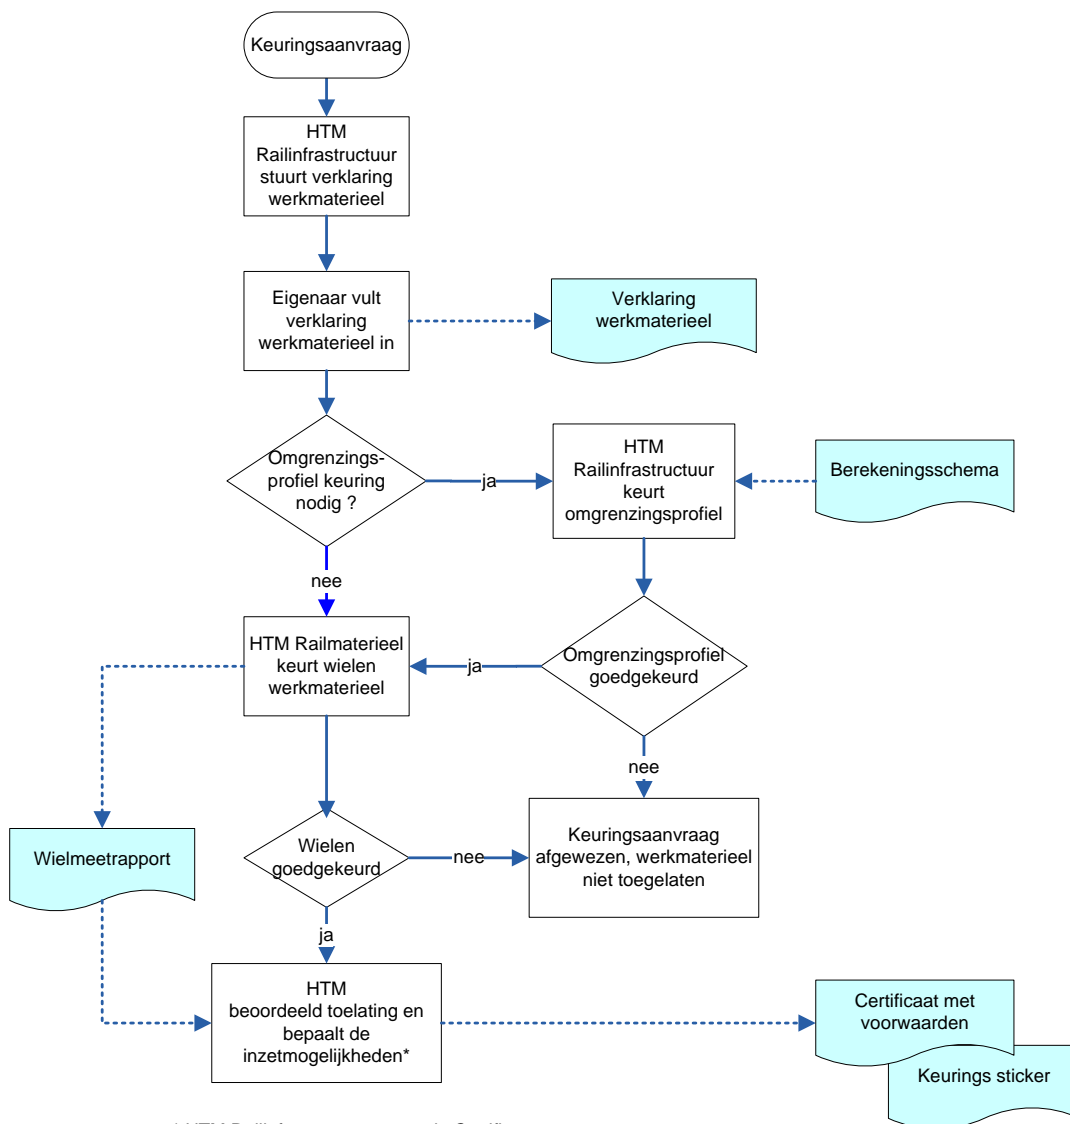 Keuringsaanvraag
HTM
Railinfrastructuur
stuurt verklaring
werkmaterieel
Eigenaar vult
verklaring
werkmaterieel in
Verklaring
werkmaterieel
Omgrenzings-
profiel keuring
nodig ?
ja
HTM
Railinfrastructuur
keurt
omgrenzingsprofiel
Berekeningsschema
nee
HTM Railmaterieel
keurt wielen
werkmaterieel
ja
Omgrenzingsprofiel
goedgekeurd
nee
Wielmeetrapport
Wielen
goedgekeurd
nee
Keuringsaanvraag
afgewezen, werkmaterieel
niet toegelaten
ja
HTM
beoordeeld toelating en
bepaalt de
inzetmogelijkheden*
Certificaat met
voorwaarden
Keurings sticker